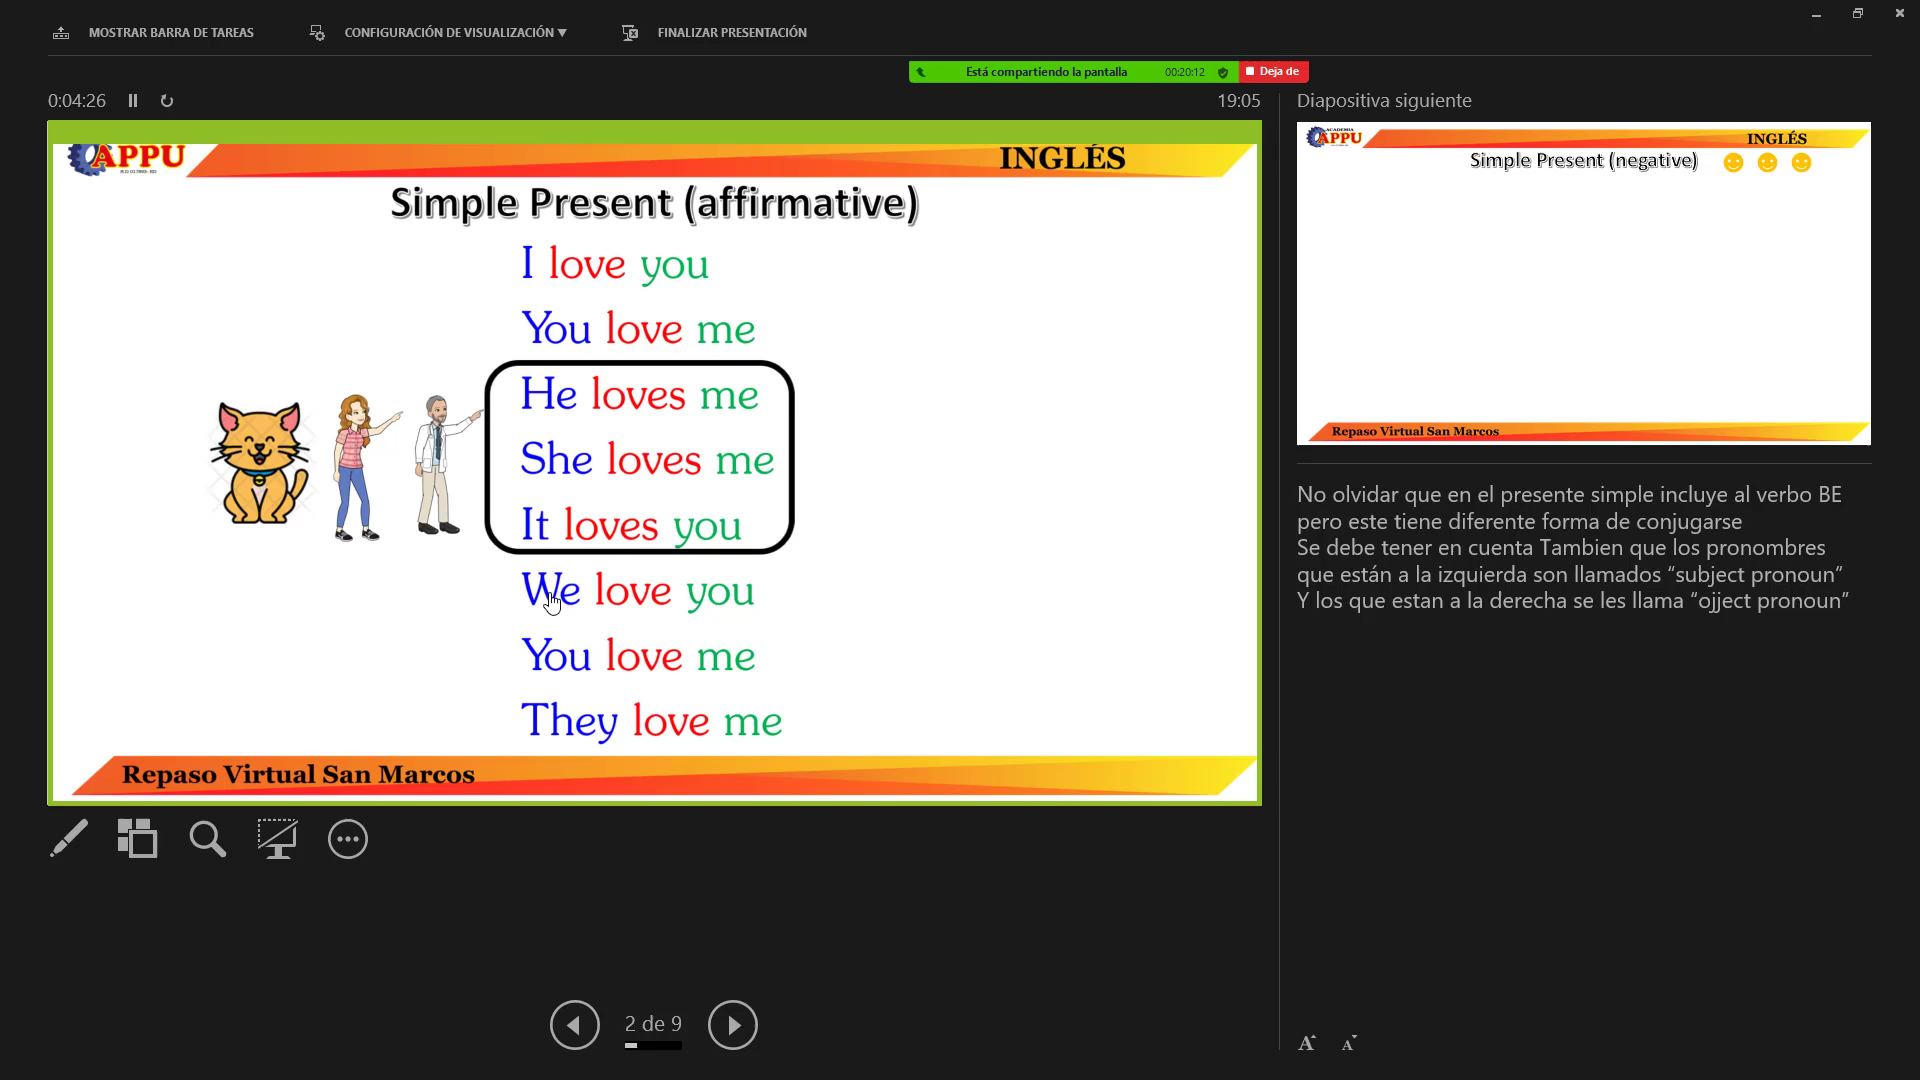 MOSTRAR BARRA DE TAREAS
CONFIGURACIÓN DE VISUALIZACIÓN ▼
FINALIZAR PRESENTACIÓN
Está compartiendo la pantalla
00:20:12
Deja de
0:04:26
19:05
Diapositiva siguiente
APPU
INGLÉS
Simple Present (affirmative)
I love you
You love me
He loves me
She loves me
It loves you
We love you
You love me
They love me
Repaso Virtual San Marcos
ACADEMIA
APPU
INGLÉS
Simple Present (negative)
Repaso Virtual San Marcos
No olvidar que en el presente simple incluye al verbo BE
pero este tiene diferente forma de conjugarse
Se debe tener en cuenta Tambien que los pronombres
que están a la izquierda son llamados “subject pronoun”
Y los que estan a la derecha se les llama “ojject pronoun”
2 de 9
A A